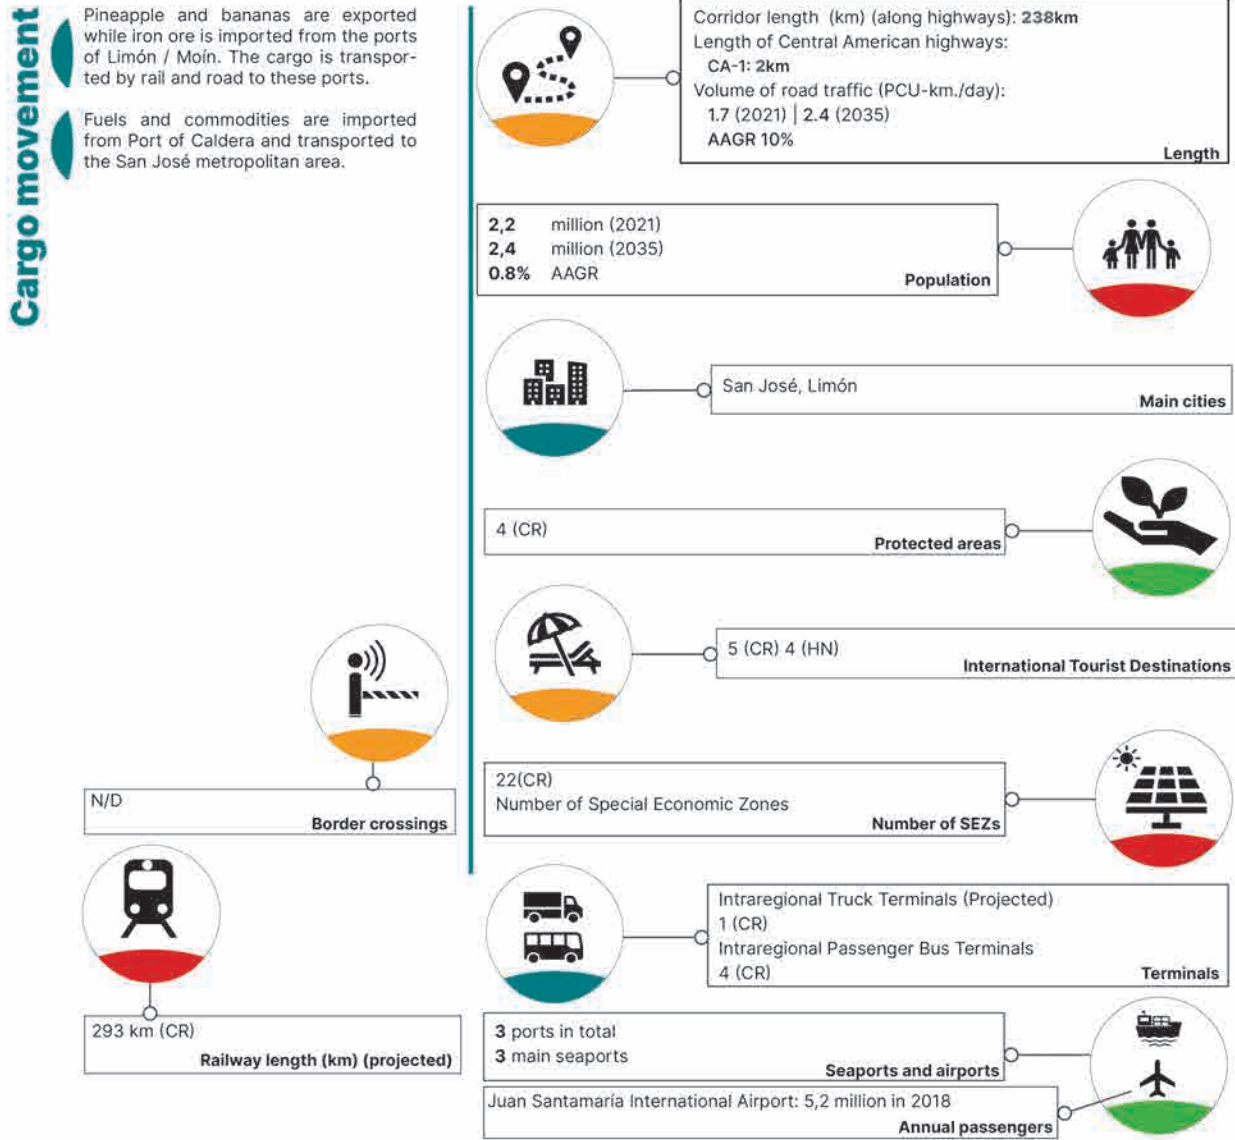 Cargo movement
Pineapple and bananas are exported
while iron ore is imported from the ports
of Limón / Moín. The cargo is transpor-
ted by rail and road to these ports.
Fuels and commodities are imported
from Port of Caldera and transported to
the San José metropolitan area.
Corridor length (km) (along highways): 238km
Length of Central American highways:
CA-1: 2km
Volume of road traffic (PCU-km./day):
1.7 (2021) | 2.4 (2035)
AAGR 10%
Length
2,2 million (2021)
2,4 million (2035)
0.8% AAGR
Population
San José, Limón
Main cities
4 (CR)
Protected areas
5 (CR) 4 (HN)
International Tourist Destinations
N/D
Border crossings
22(CR)
Number of Special Economic Zones
Number of SEZs
293 km (CR)
Railway length (km) (projected)
Intraregional Truck Terminals (Projected)
1 (CR)
Intraregional Passenger Bus Terminals
4 (CR)
Terminals
3 ports in total
3 main seaports
Seaports and airports
Juan Santamaría International Airport: 5,2 million in 2018
Annual passengers